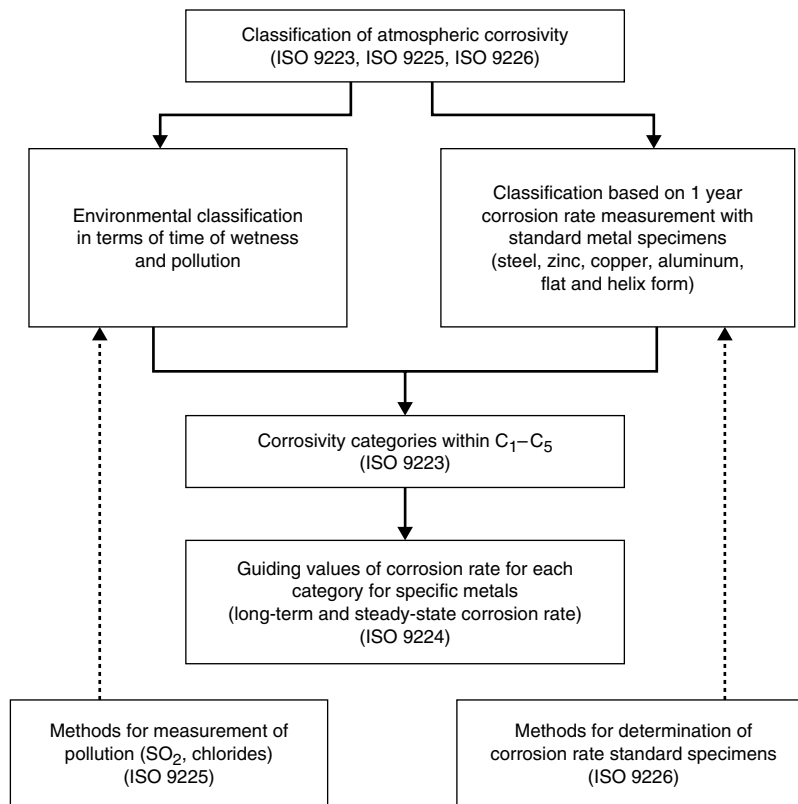 Classification of atmospheric corrosivity
(ISO 9223, ISO 9225, ISO 9226)
Environmental classification
in terms of time of wetness
and pollution
Classification based on 1 year
corrosion rate measurement with
standard metal specimens
(steel, zinc, copper, aluminum,
flat and helix form)
Corrosivity categories within C₁–C₅
(ISO 9223)
Guiding values of corrosion rate for each
category for specific metals
(long-term and steady-state corrosion rate)
(ISO 9224)
Methods for measurement of
pollution (SO₂, chlorides)
(ISO 9225)
Methods for determination of
corrosion rate standard specimens
(ISO 9226)